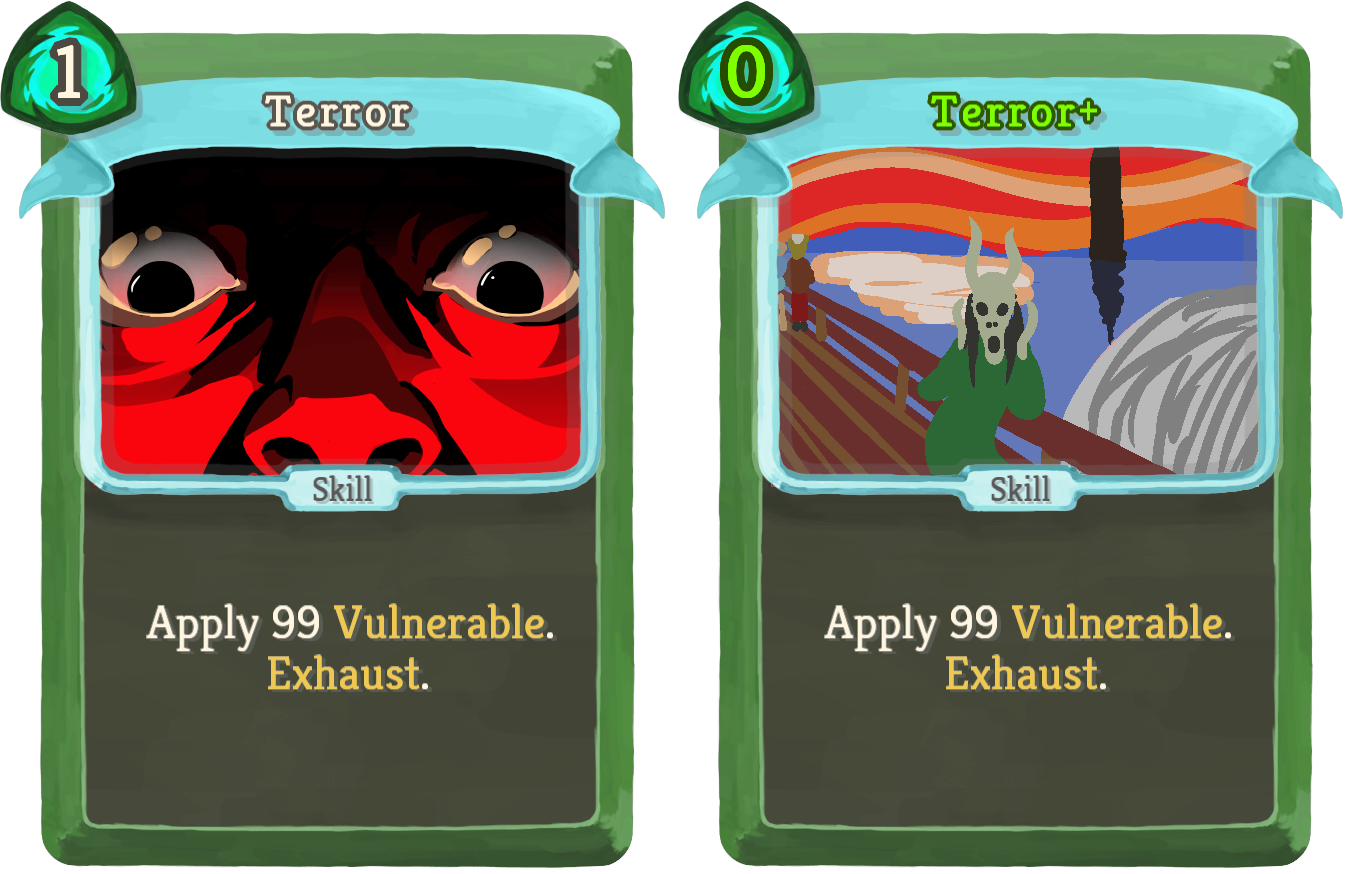 1
Terror
Skill
Apply 99 Vulnerable.
Exhaust.
0
Terror+
Skill
Apply 99 Vulnerable.
Exhaust.